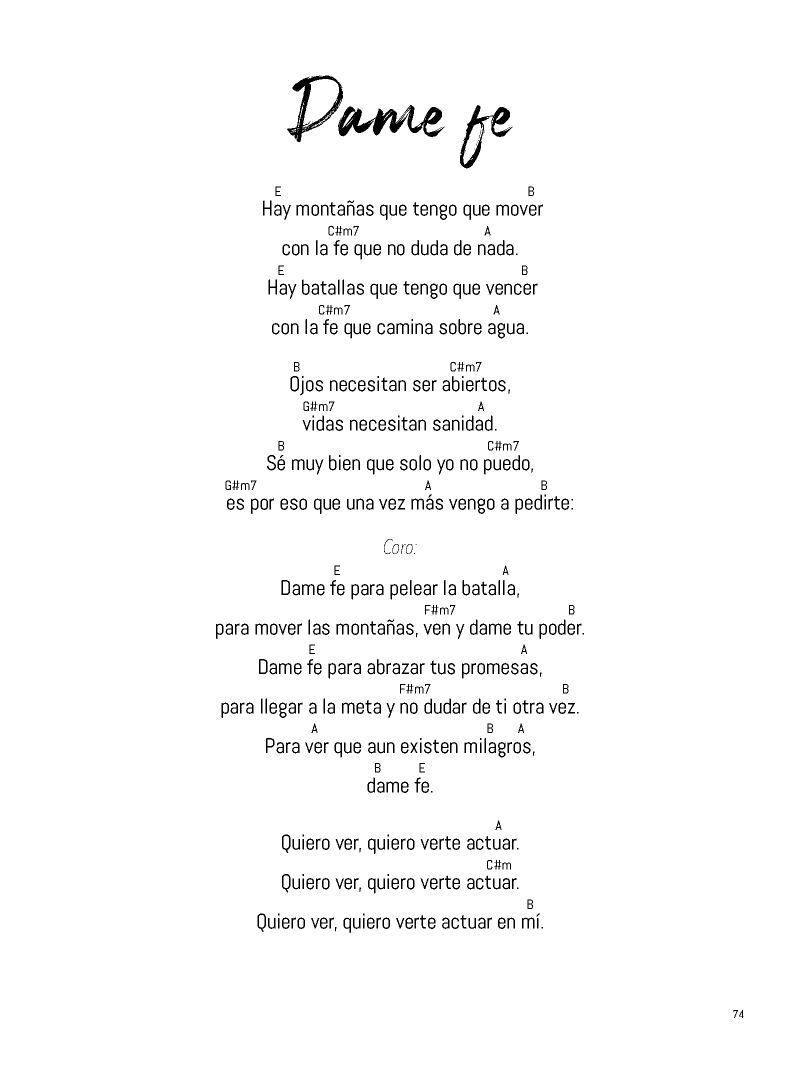 Dame fe
E B
Hay montañas que tengo que mover
C#m7 A
con la fe que no duda de nada.
E B
Hay batallas que tengo que vencer
C#m7 A
con la fe que camina sobre agua.
B C#m7
Ojos necesitan ser abiertos,
G#m7 A
vidas necesitan sanidad.
B C#m7
Sé muy bien que solo yo no puedo,
G#m7 A B
es por eso que una vez más vengo a pedirte:
Coro:
E A
Dame fe para pelear la batalla,
F#m7 B
para mover las montañas, ven y dame tu poder.
E A
Dame fe para abrazar tus promesas,
F#m7 B
para llegar a la meta y no dudar de ti otra vez.
A B A
Para ver que aun existen milagros,
B E
dame fe.
A
Quiero ver, quiero verte actuar.
C#m
Quiero ver, quiero verte actuar.
B
Quiero ver, quiero verte actuar en mí.
74